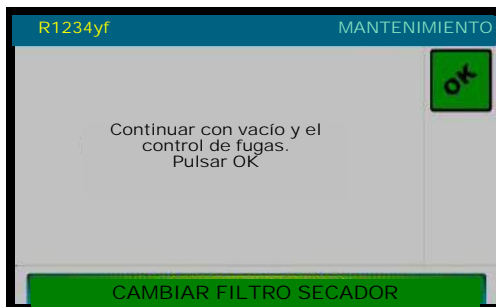 R1234yf MANTENIMIENTO
OK
Continuar con vacío y el
control de fugas.
Pulsar OK
CAMBIAR FILTRO SECADOR